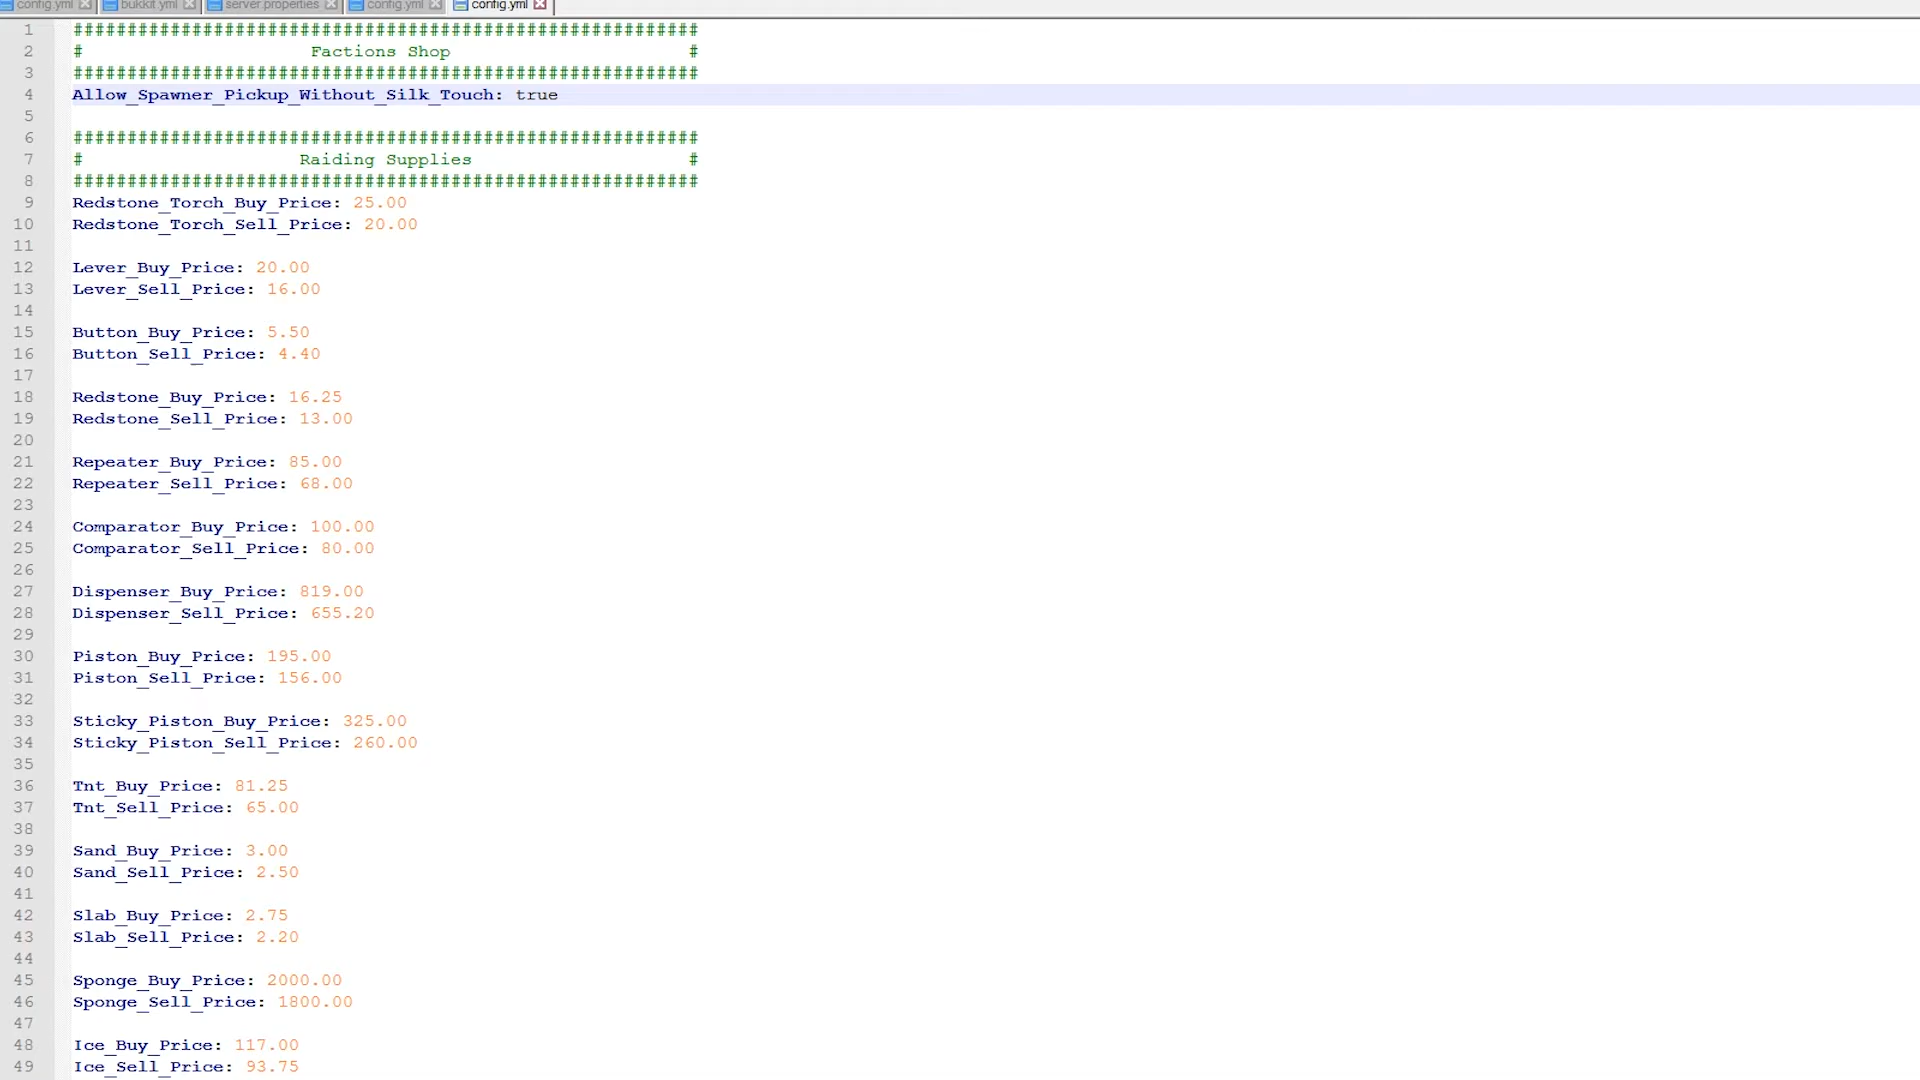 config.yml bukkit.yml server.properties config.yml config.yml
1 ##########################################################
2 # Factions Shop #
3 ##########################################################
4 Allow_Spawner_Pickup_Without_Silk_Touch: true
5
6 ##########################################################
7 # Raiding Supplies #
8 ##########################################################
9 Redstone_Torch_Buy_Price: 25.00
10 Redstone_Torch_Sell_Price: 20.00
11
12 Lever_Buy_Price: 20.00
13 Lever_Sell_Price: 16.00
14
15 Button_Buy_Price: 5.50
16 Button_Sell_Price: 4.40
17
18 Redstone_Buy_Price: 16.25
19 Redstone_Sell_Price: 13.00
20
21 Repeater_Buy_Price: 85.00
22 Repeater_Sell_Price: 68.00
23
24 Comparator_Buy_Price: 100.00
25 Comparator_Sell_Price: 80.00
26
27 Dispenser_Buy_Price: 819.00
28 Dispenser_Sell_Price: 655.20
29
30 Piston_Buy_Price: 195.00
31 Piston_Sell_Price: 156.00
32
33 Sticky_Piston_Buy_Price: 325.00
34 Sticky_Piston_Sell_Price: 260.00
35
36 Tnt_Buy_Price: 81.25
37 Tnt_Sell_Price: 65.00
38
39 Sand_Buy_Price: 3.00
40 Sand_Sell_Price: 2.50
41
42 Slab_Buy_Price: 2.75
43 Slab_Sell_Price: 2.20
44
45 Sponge_Buy_Price: 2000.00
46 Sponge_Sell_Price: 1800.00
47
48 Ice_Buy_Price: 117.00
49 Ice_Sell_Price: 93.75